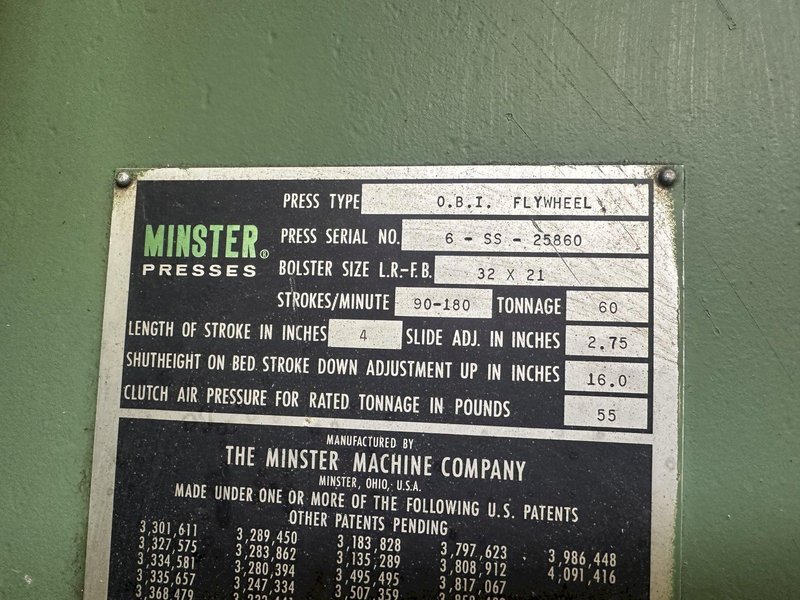 PRESS TYPE O.B.I. FLYWHEEL
MINSTER®
PRESSES
PRESS SERIAL NO. 6 - SS - 25860
BOLSTER SIZE L.R.-F.B. 32 X 21
STROKES/MINUTE 90-180 TONNAGE 60
LENGTH OF STROKE IN INCHES 4 SLIDE ADJ. IN INCHES 2.75
SHUTHEIGHT ON BED STROKE DOWN ADJUSTMENT UP IN INCHES 16.0
CLUTCH AIR PRESSURE FOR RATED TONNAGE IN POUNDS 55
MANUFACTURED BY
THE MINSTER MACHINE COMPANY
MINSTER, OHIO, U.S.A.
MADE UNDER ONE OR MORE OF THE FOLLOWING U.S. PATENTS
OTHER PATENTS PENDING
3,301,611 3,289,450 3,183,828 3,797,623 3,986,448
3,327,575 3,283,862 3,135,289 3,808,912 4,091,416
3,334,581 3,280,394 3,495,495 3,817,067
3,335,657 3,247,334 3,507,359
3,368,479